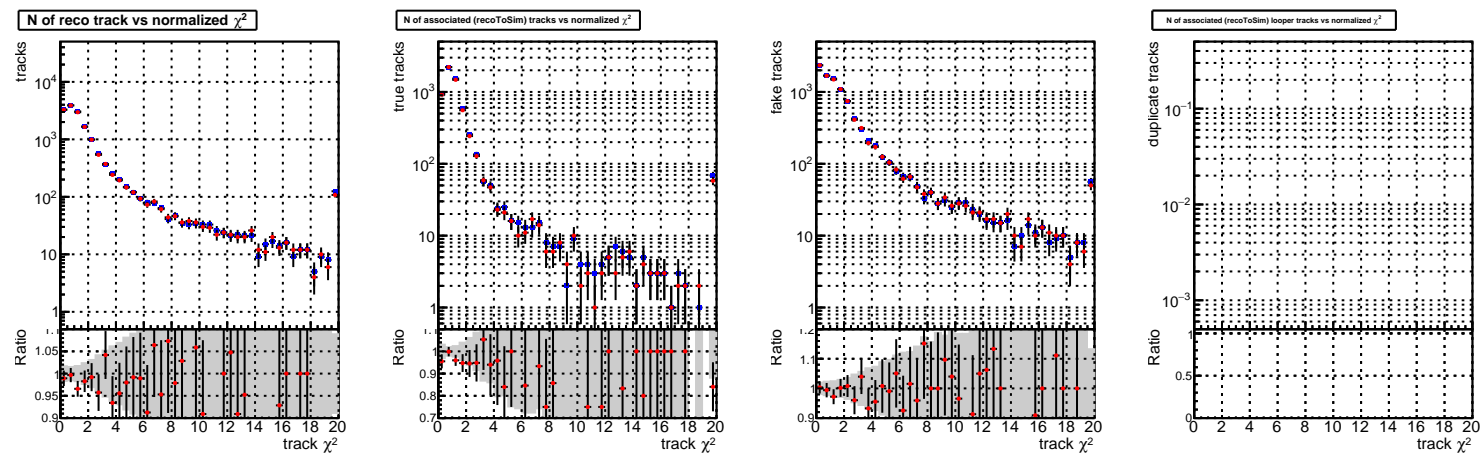 N of reco track vs normalized χ²
tracks
10⁴
10³
10²
10
1
Ratio
1.1
1.05
1
0.95
0.9
0 2 4 6 8 10 12 14 16 18 20
track χ²
N of associated (recoToSim) tracks vs normalized χ²
true tracks
10³
10²
10
1
Ratio
1.1
1
0.9
0.8
0.7
0 2 4 6 8 10 12 14 16 18 20
track χ²
fake tracks
10³
10²
10
1
Ratio
1.2
1.1
1
0.9
0 2 4 6 8 10 12 14 16 18 20
track χ²
N of associated (recoToSim) looper tracks vs normalized χ²
duplicate tracks
10⁻¹
10⁻²
10⁻³
Ratio
1
0.5
0
0 2 4 6 8 10 12 14 16 18 20
track χ²